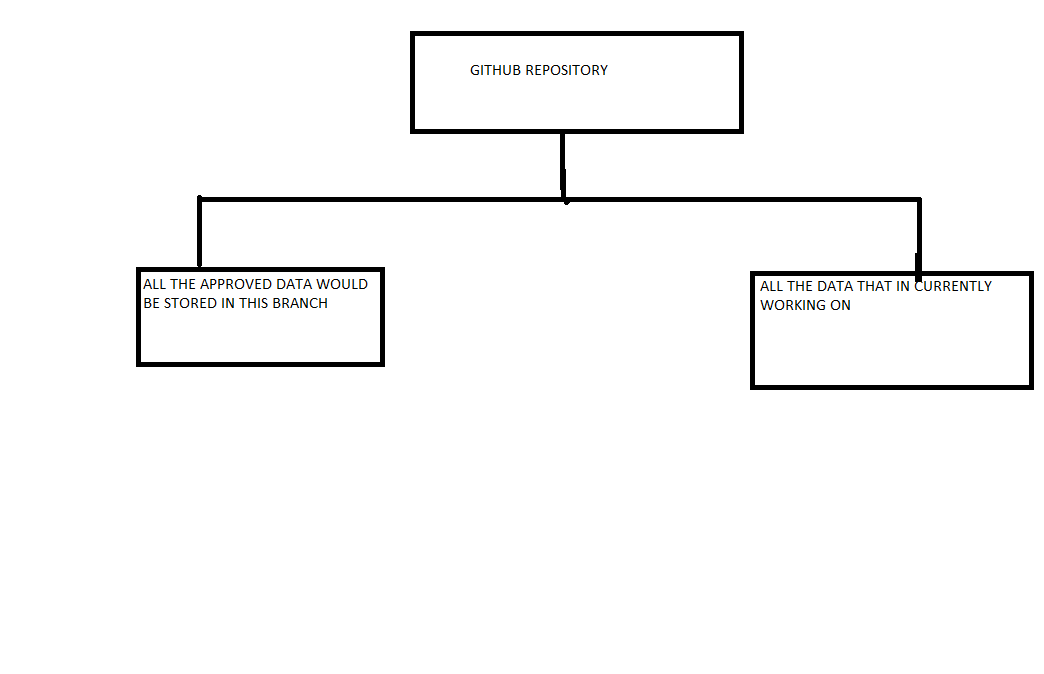 GITHUB REPOSITORY
ALL THE APPROVED DATA WOULD
BE STORED IN THIS BRANCH
ALL THE DATA THAT IN CURRENTLY
WORKING ON